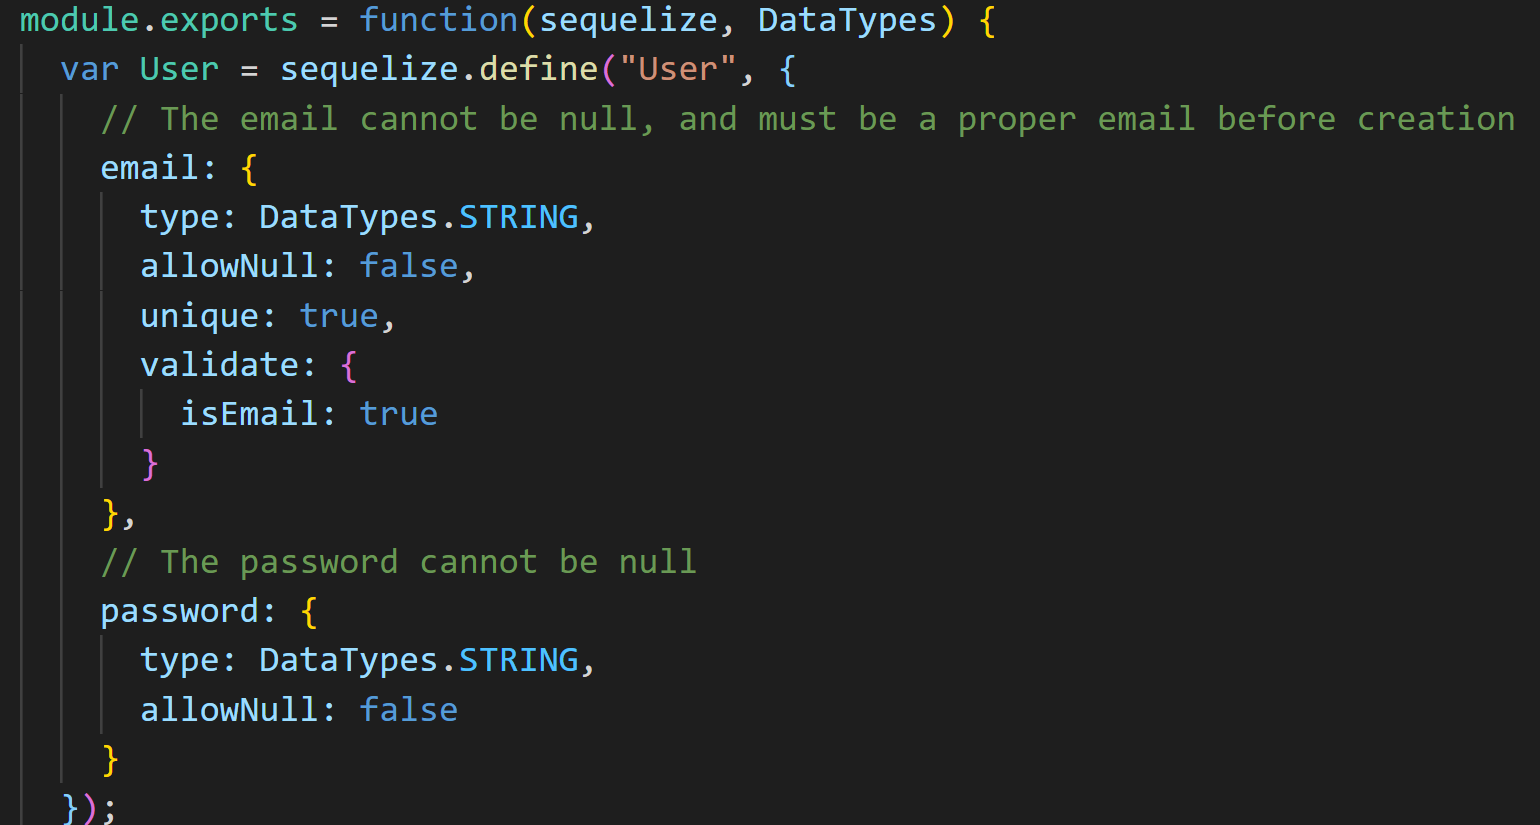 module.exports = function(sequelize, DataTypes) {
  var User = sequelize.define("User", {
    // The email cannot be null, and must be a proper email before creation
    email: {
      type: DataTypes.STRING,
      allowNull: false,
      unique: true,
      validate: {
        isEmail: true
      }
    },
    // The password cannot be null
    password: {
      type: DataTypes.STRING,
      allowNull: false
    }
  });